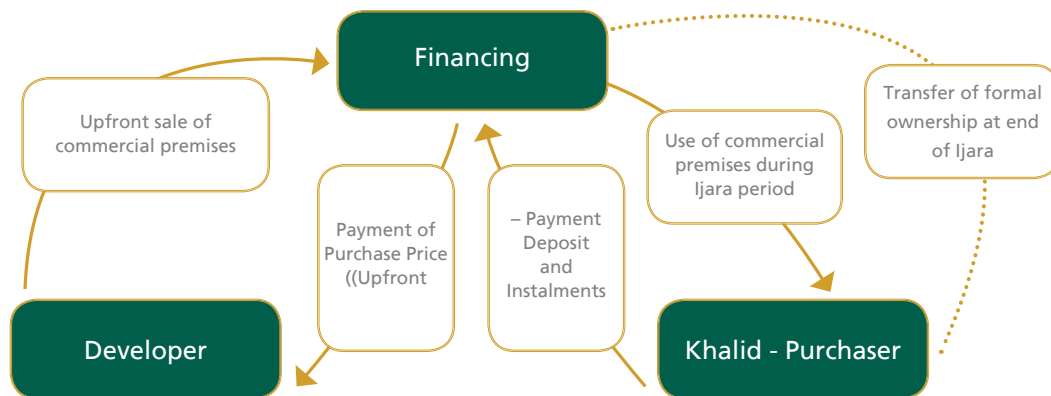 Financing
Upfront sale of
commercial premises
Transfer of formal
ownership at end
of Ijara
Use of commercial
premises during
Ijara period
Payment of
Purchase Price
((Upfront
– Payment
Deposit
and
Instalments
Developer
Khalid - Purchaser